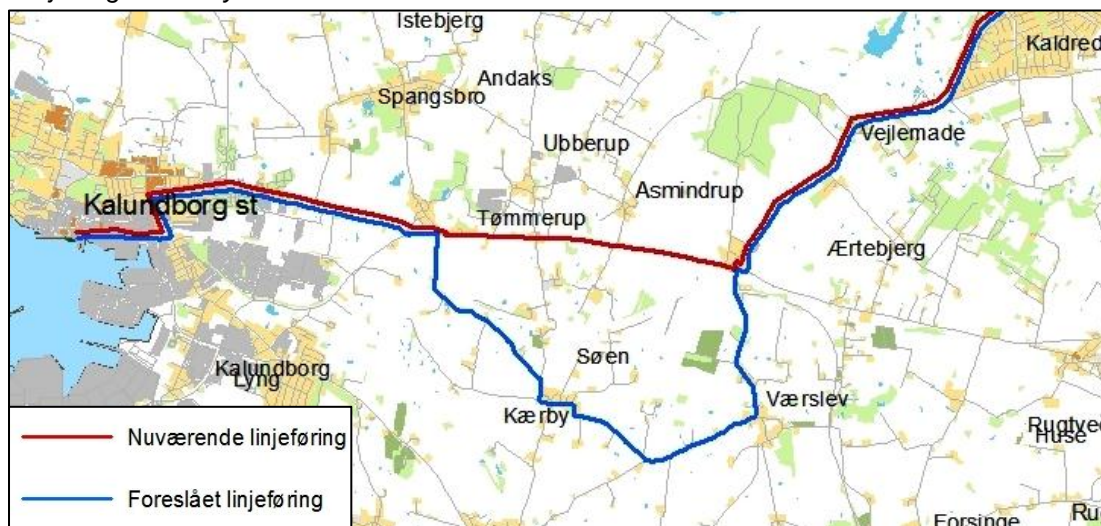 Istebjerg
Kaldred
Andaks
Spangsbro
Ubberup
Vejlemade
Asmindrup
Kalundborg st
Tømmerup
Ærtebjerg
Søen
Kalundborg
Lyng
Kærby
Værslev
Huse
Forsinge
Nuværende linjeføring
Foreslået linjeføring